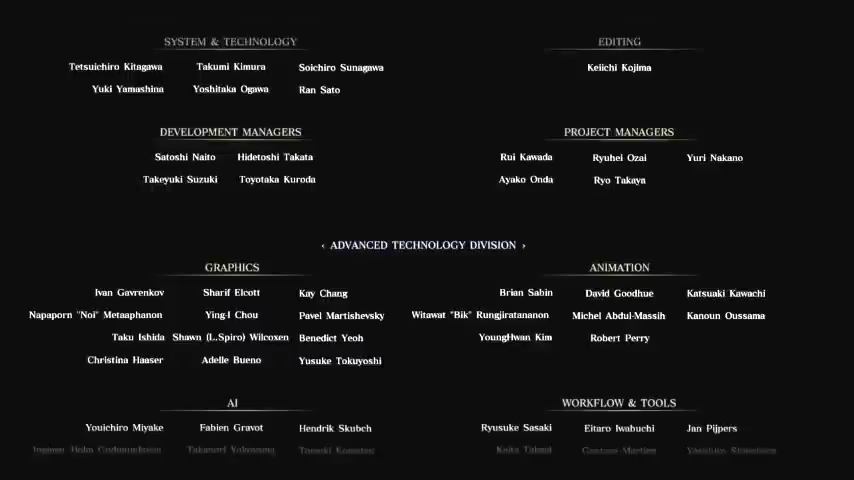 SYSTEM & TECHNOLOGY
Tetsuichiro Kitagawa Takumi Kimura Soichiro Sunagawa
Yuki Yamashina Yoshitaka Ogawa Ran Sato
EDITING
Keiichi Kojima
DEVELOPMENT MANAGERS
Satoshi Naito Hidetoshi Takata
Takeyuki Suzuki Toyotaka Kuroda
PROJECT MANAGERS
Rui Kawada Ryuhei Ozai Yuri Nakano
Ayako Onda Ryo Takaya
‹ ADVANCED TECHNOLOGY DIVISION ›
GRAPHICS
Ivan Gavrenkov Sharif Elcott Kay Chang
Napaporn "Noi" Metaaphanon Ying-I Chou Pavel Martishevsky
Taku Ishida Shawn (L.Spiro) Wilcoxen Benedict Yeoh
Christina Haaser Adelle Bueno Yusuke Tokuyoshi
ANIMATION
Brian Sabin David Goodhue Katsuaki Kawachi
Witawat "Bik" Rungjiratananon Michel Abdul-Massih Kanoun Oussama
YoungHwan Kim Robert Perry
AI
Youichiro Miyake Fabien Gravot Hendrik Skubch
WORKFLOW & TOOLS
Ryusuke Sasaki Eitaro Iwabuchi Jan Pijpers